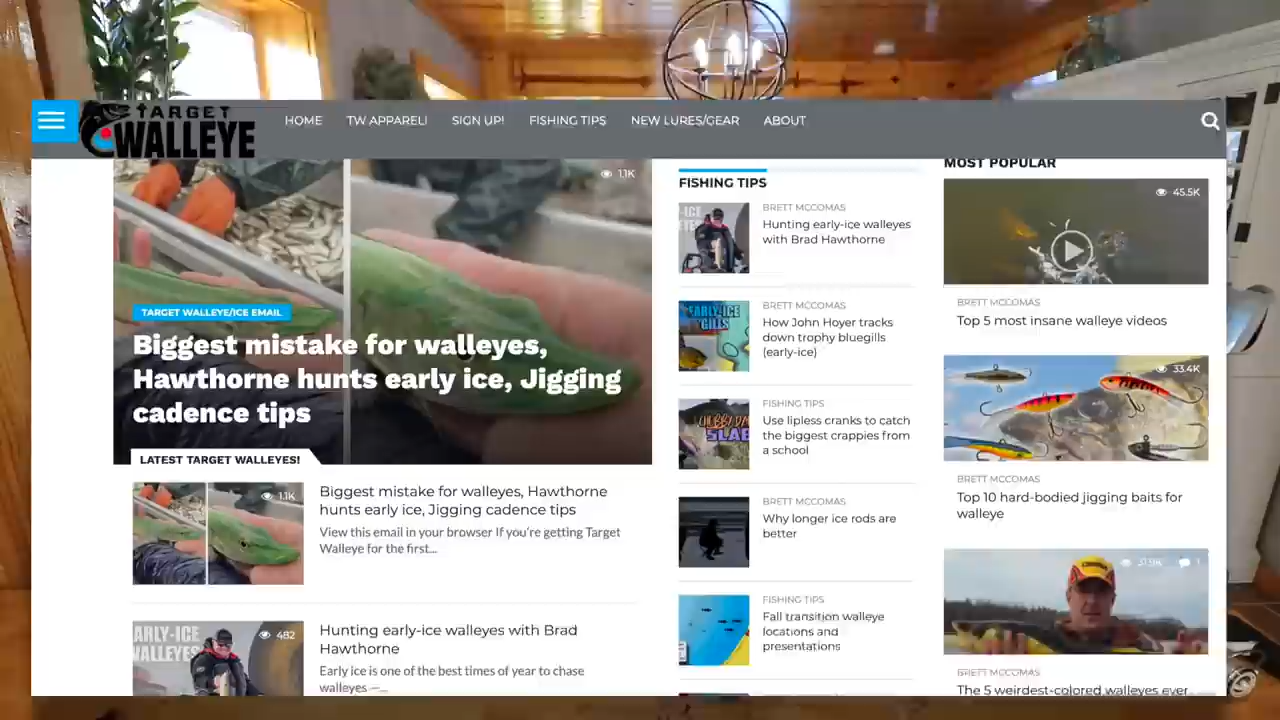 TARGET
WALLEYE
HOME
TW APPAREL!
SIGN UP!
FISHING TIPS
NEW LURES/GEAR
ABOUT
1.1K
TARGET WALLEYE/ICE EMAIL
Biggest mistake for walleyes,
Hawthorne hunts early ice, Jigging
cadence tips
LATEST TARGET WALLEYES!
1.1K
Biggest mistake for walleyes, Hawthorne
hunts early ice, Jigging cadence tips
View this email in your browser If you're getting Target
Walleye for the first...
ARLY-ICE
WALLEYES
482
Hunting early-ice walleyes with Brad
Hawthorne
Early ice is one of the best times of year to chase
walleyes —...
FISHING TIPS
BRETT MCCOMAS
Hunting early-ice walleyes
with Brad Hawthorne
EARLY-ICE
GILLS
BRETT MCCOMAS
How John Hoyer tracks
down trophy bluegills
(early-ice)
FISHING TIPS
Use lipless cranks to catch
the biggest crappies from
a school
BRETT MCCOMAS
Why longer ice rods are
better
FISHING TIPS
Fall transition walleye
locations and
presentations
MOST POPULAR
45.5K
BRETT MCCOMAS
Top 5 most insane walleye videos
33.4K
BRETT MCCOMAS
Top 10 hard-bodied jigging baits for
walleye
1
BRETT MCCOMAS
The 5 weirdest-colored walleyes ever